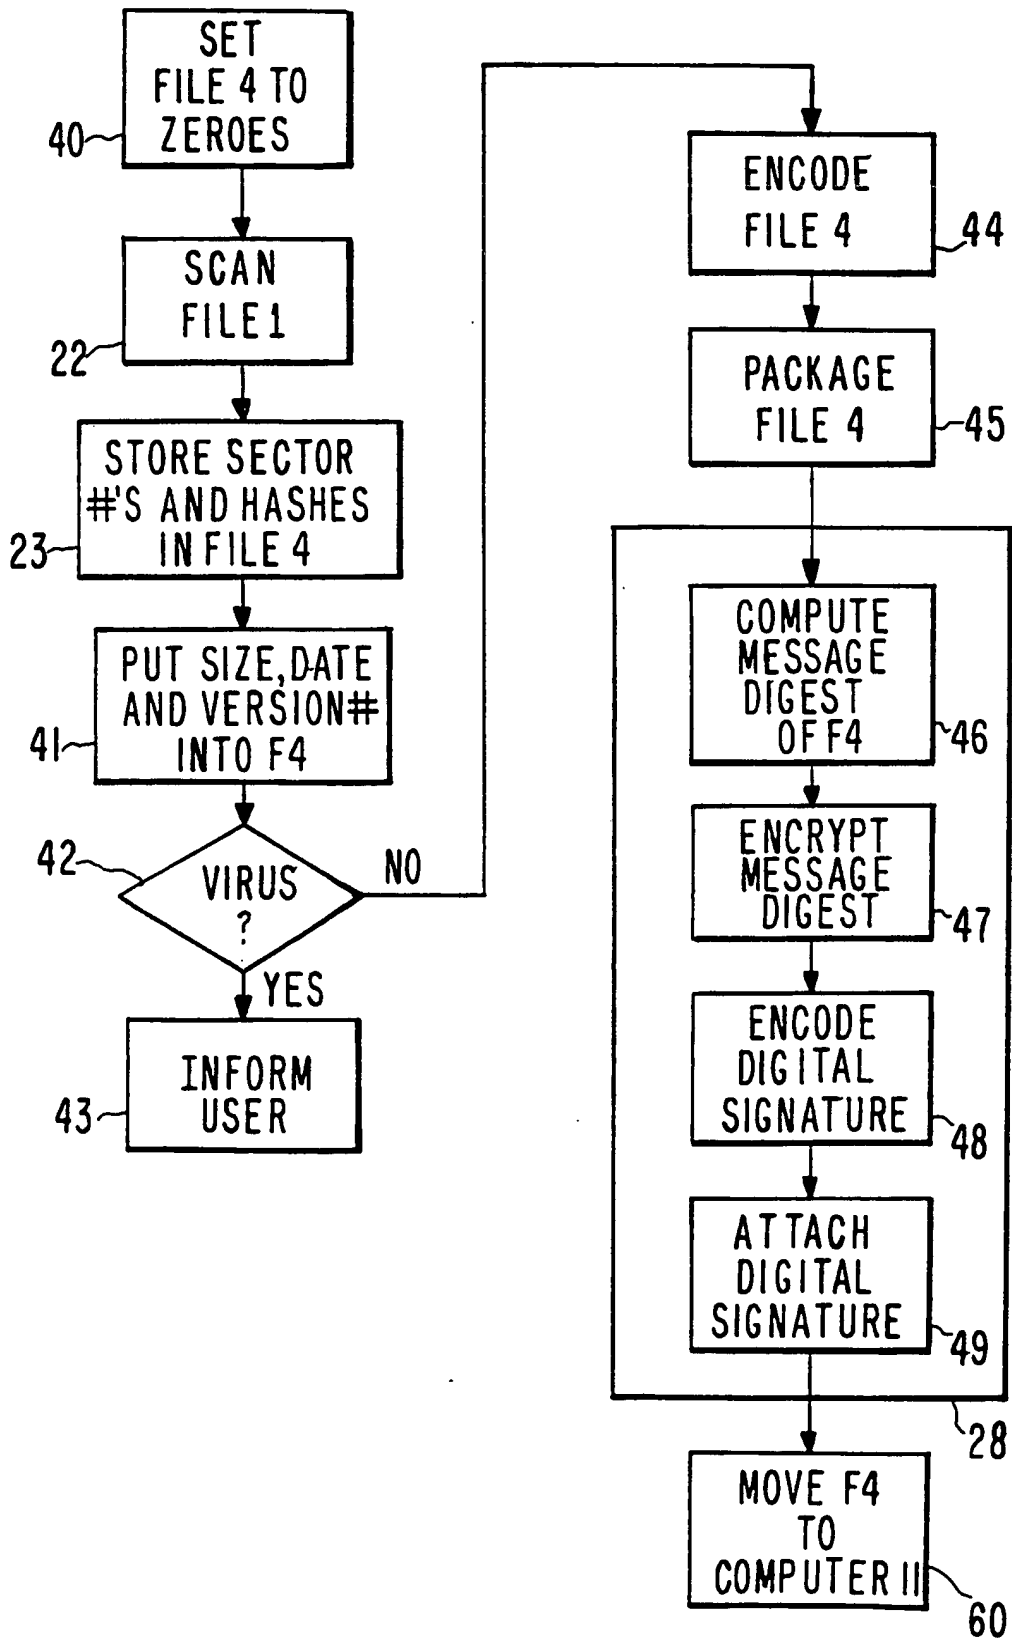 SET
FILE 4 TO
ZEROES
40
SCAN
FILE 1
22
STORE SECTOR
#'S AND HASHES
IN FILE 4
23
PUT SIZE, DATE
AND VERSION #
INTO F4
41
42
VIRUS
?
NO
YES
INFORM
USER
43
ENCODE
FILE 4
44
PACKAGE
FILE 4
45
COMPUTE
MESSAGE
DIGEST
OF F4
46
ENCRYPT
MESSAGE
DIGEST
47
ENCODE
DIGITAL
SIGNATURE
48
ATTACH
DIGITAL
SIGNATURE
49
28
MOVE F4
TO
COMPUTER 11
60